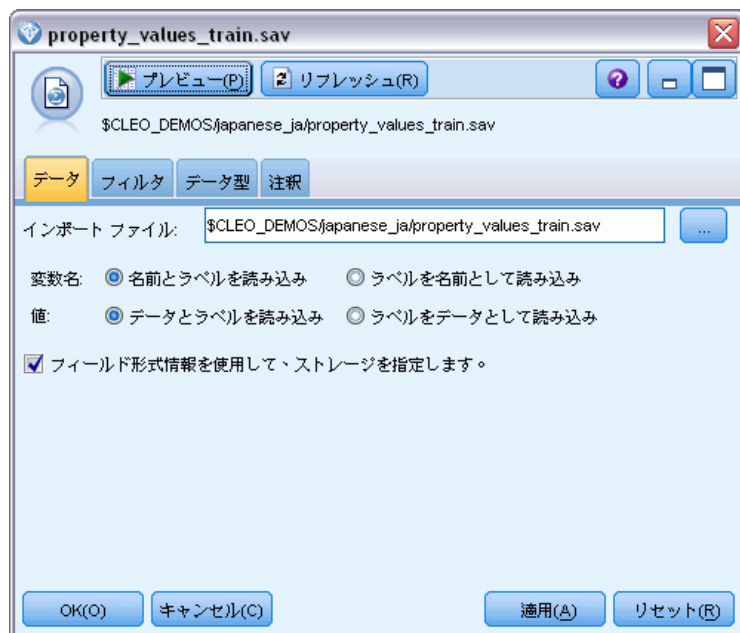 property_values_train.sav
プレビュー(P) リフレッシュ(R)
$CLEO_DEMOS/japanese_ja/property_values_train.sav
データ フィルタ データ型 注釈
インポート ファイル: $CLEO_DEMOS/japanese_ja/property_values_train.sav ...
変数名: 名前とラベルを読み込み ラベルを名前として読み込み
値: データとラベルを読み込み ラベルをデータとして読み込み
フィールド形式情報を使用して、ストレージを指定します。
OK(O) キャンセル(C) 適用(A) リセット(R)